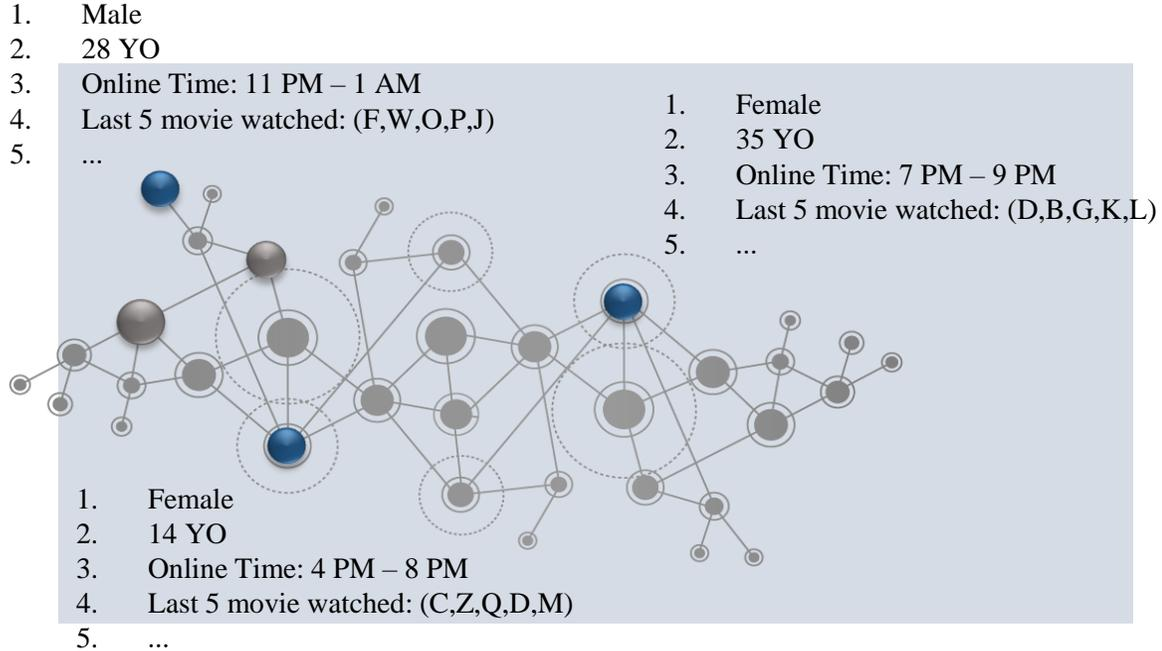 1. Male
2. 28 YO
3. Online Time: 11 PM – 1 AM
4. Last 5 movie watched: (F,W,O,P,J)
5. ...
1. Female
2. 35 YO
3. Online Time: 7 PM – 9 PM
4. Last 5 movie watched: (D,B,G,K,L)
5. ...
1. Female
2. 14 YO
3. Online Time: 4 PM – 8 PM
4. Last 5 movie watched: (C,Z,Q,D,M)
5. ...